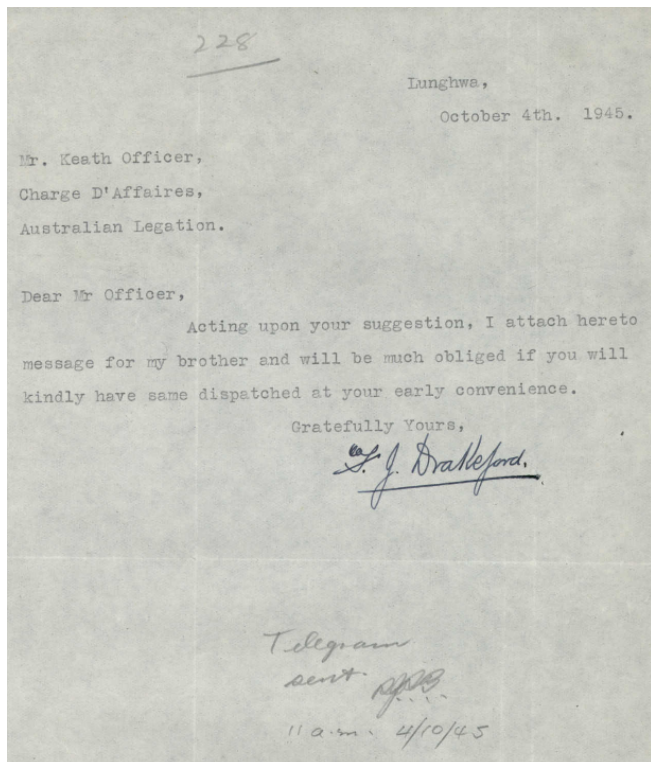 228
Lunghwa,
October 4th. 1945.
Mr. Keath Officer,
Charge D'Affaires,
Australian Legation.
Dear Mr Officer,
Acting upon your suggestion, I attach hereto
message for my brother and will be much obliged if you will
kindly have same dispatched at your early convenience.
Gratefully Yours,
J. Drakeford.
Telegram
sent.
11 a.m. 4/10/45